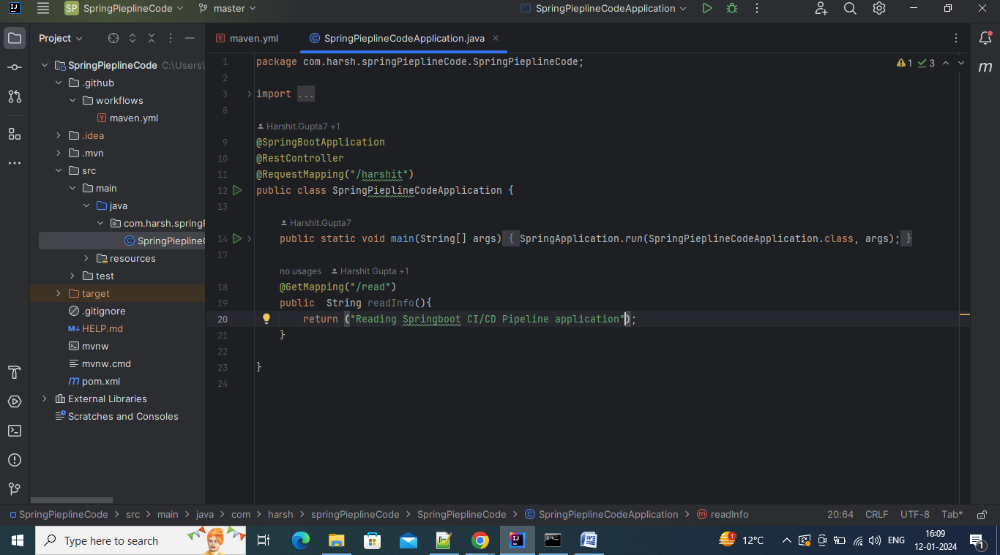 SP SpringPieplineCode master SpringPieplineCodeApplication
Project
maven.yml SpringPieplineCodeApplication.java
SpringPieplineCode C:\Users\
.github
workflows
maven.yml
.idea
.mvn
src
main
java
com.harsh.springP
SpringPieplineC
resources
test
target
.gitignore
M↓ HELP.md
mvnw
mvnw.cmd
m pom.xml
External Libraries
Scratches and Consoles
1 package com.harsh.springPieplineCode.SpringPieplineCode;
1 3
2
3 import ...
8
Harshit.Gupta7 +1
9 @SpringBootApplication
10 @RestController
11 @RequestMapping("/harshit")
12 public class SpringPieplineCodeApplication {
13
Harshit.Gupta7
14 public static void main(String[] args) { SpringApplication.run(SpringPieplineCodeApplication.class, args); }
17
no usages Harshit Gupta +1
18 @GetMapping("/read")
19 public  String readInfo(){
20 return ("Reading Springboot CI/CD Pipeline application");
21 }
22
23 }
24
m
SpringPieplineCode > src > main > java > com > harsh > springPieplineCode > SpringPieplineCode > SpringPieplineCodeApplication > readInfo
20:64 CRLF UTF-8 Tab*
Type here to search
1 12°C ENG 16:09
12-01-2024 1